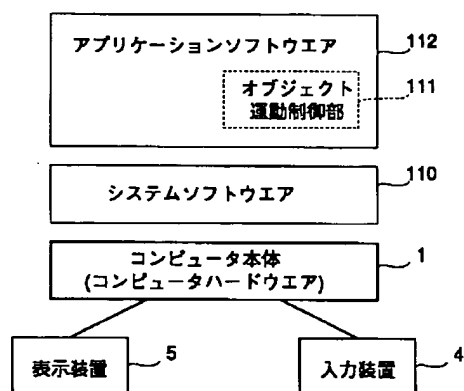 アプリケーションソフトウエア
112
オブジェクト
運動制御部
111
システムソフトウエア
110
コンピュータ本体
(コンピュータハードウエア)
1
表示装置
5
入力装置
4